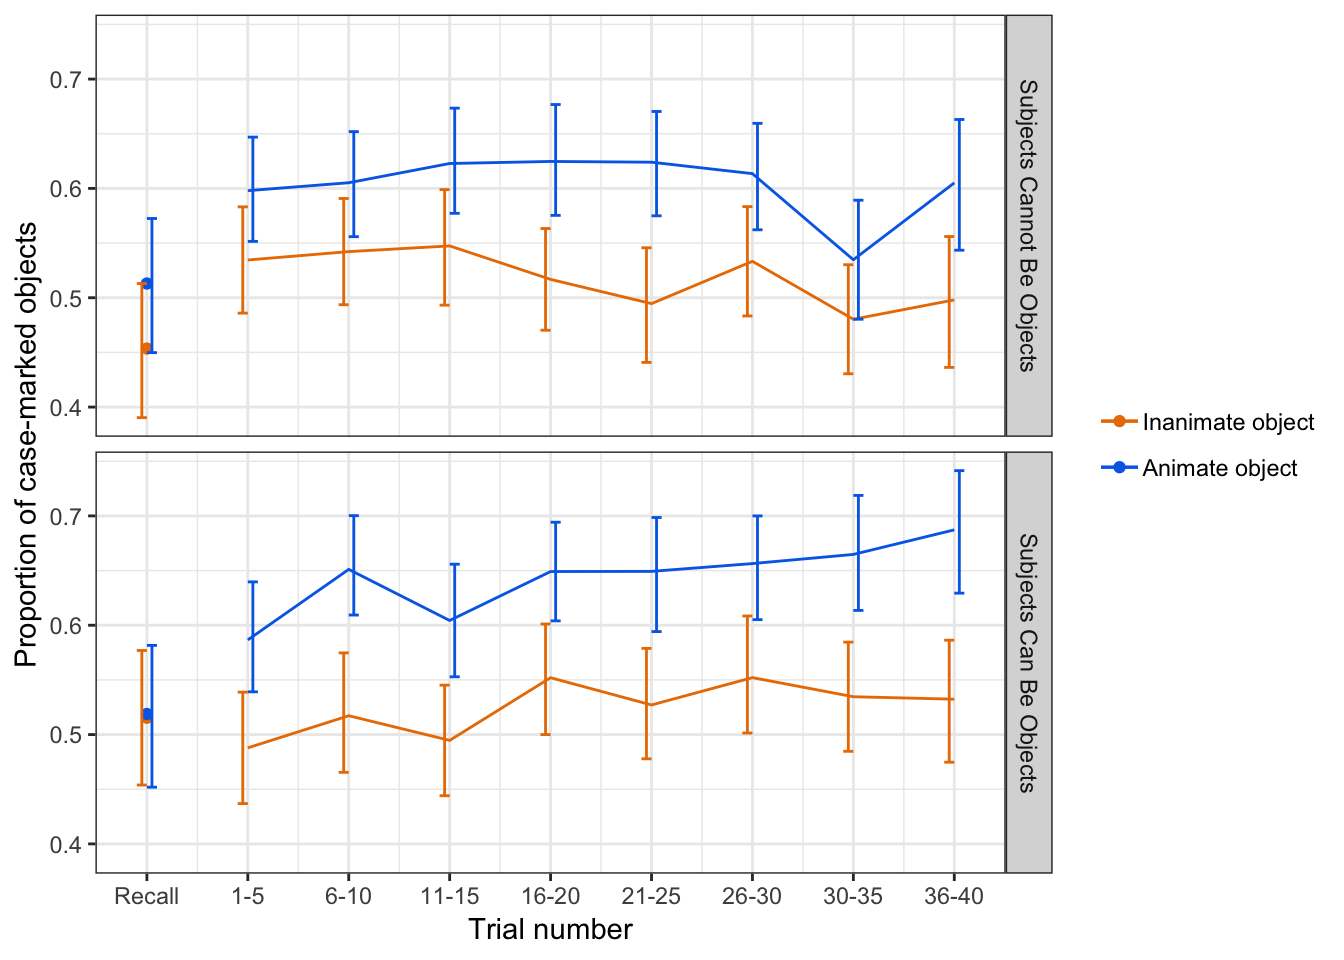 Proportion of case-marked objects
0.7
0.6
0.5
0.4
Subjects Cannot Be Objects
0.7
0.6
0.5
0.4
Subjects Can Be Objects
Recall 1-5 6-10 11-15 16-20 21-25 26-30 30-35 36-40
Trial number
Inanimate object
Animate object